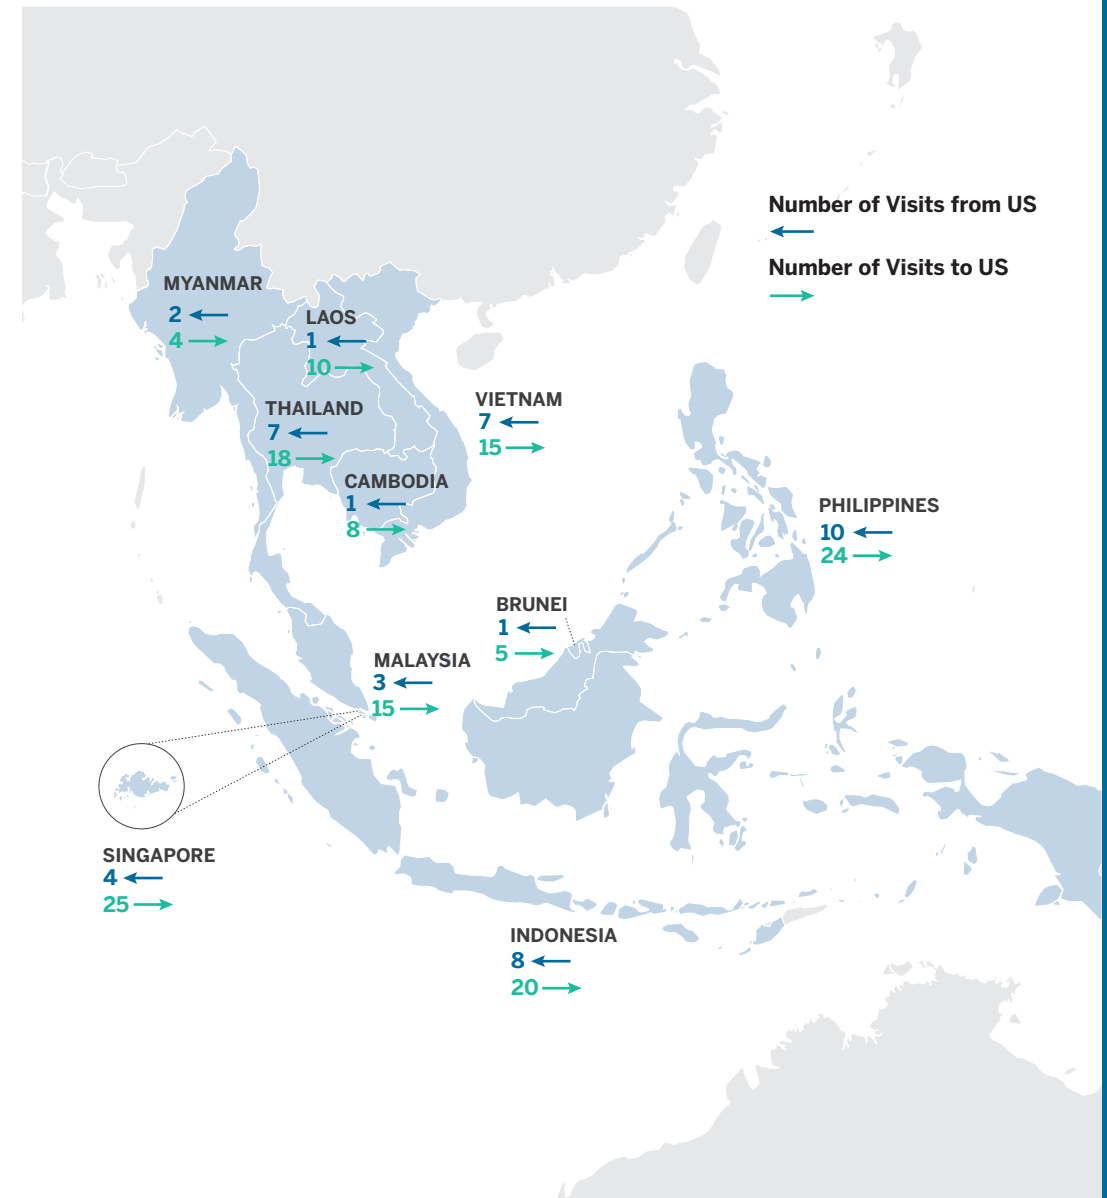 Number of Visits from US
Number of Visits to US
MYANMAR
2
4
LAOS
1
10
THAILAND
7
18
VIETNAM
7
15
CAMBODIA
1
8
PHILIPPINES
10
24
BRUNEI
1
5
MALAYSIA
3
15
SINGAPORE
4
25
INDONESIA
8
20